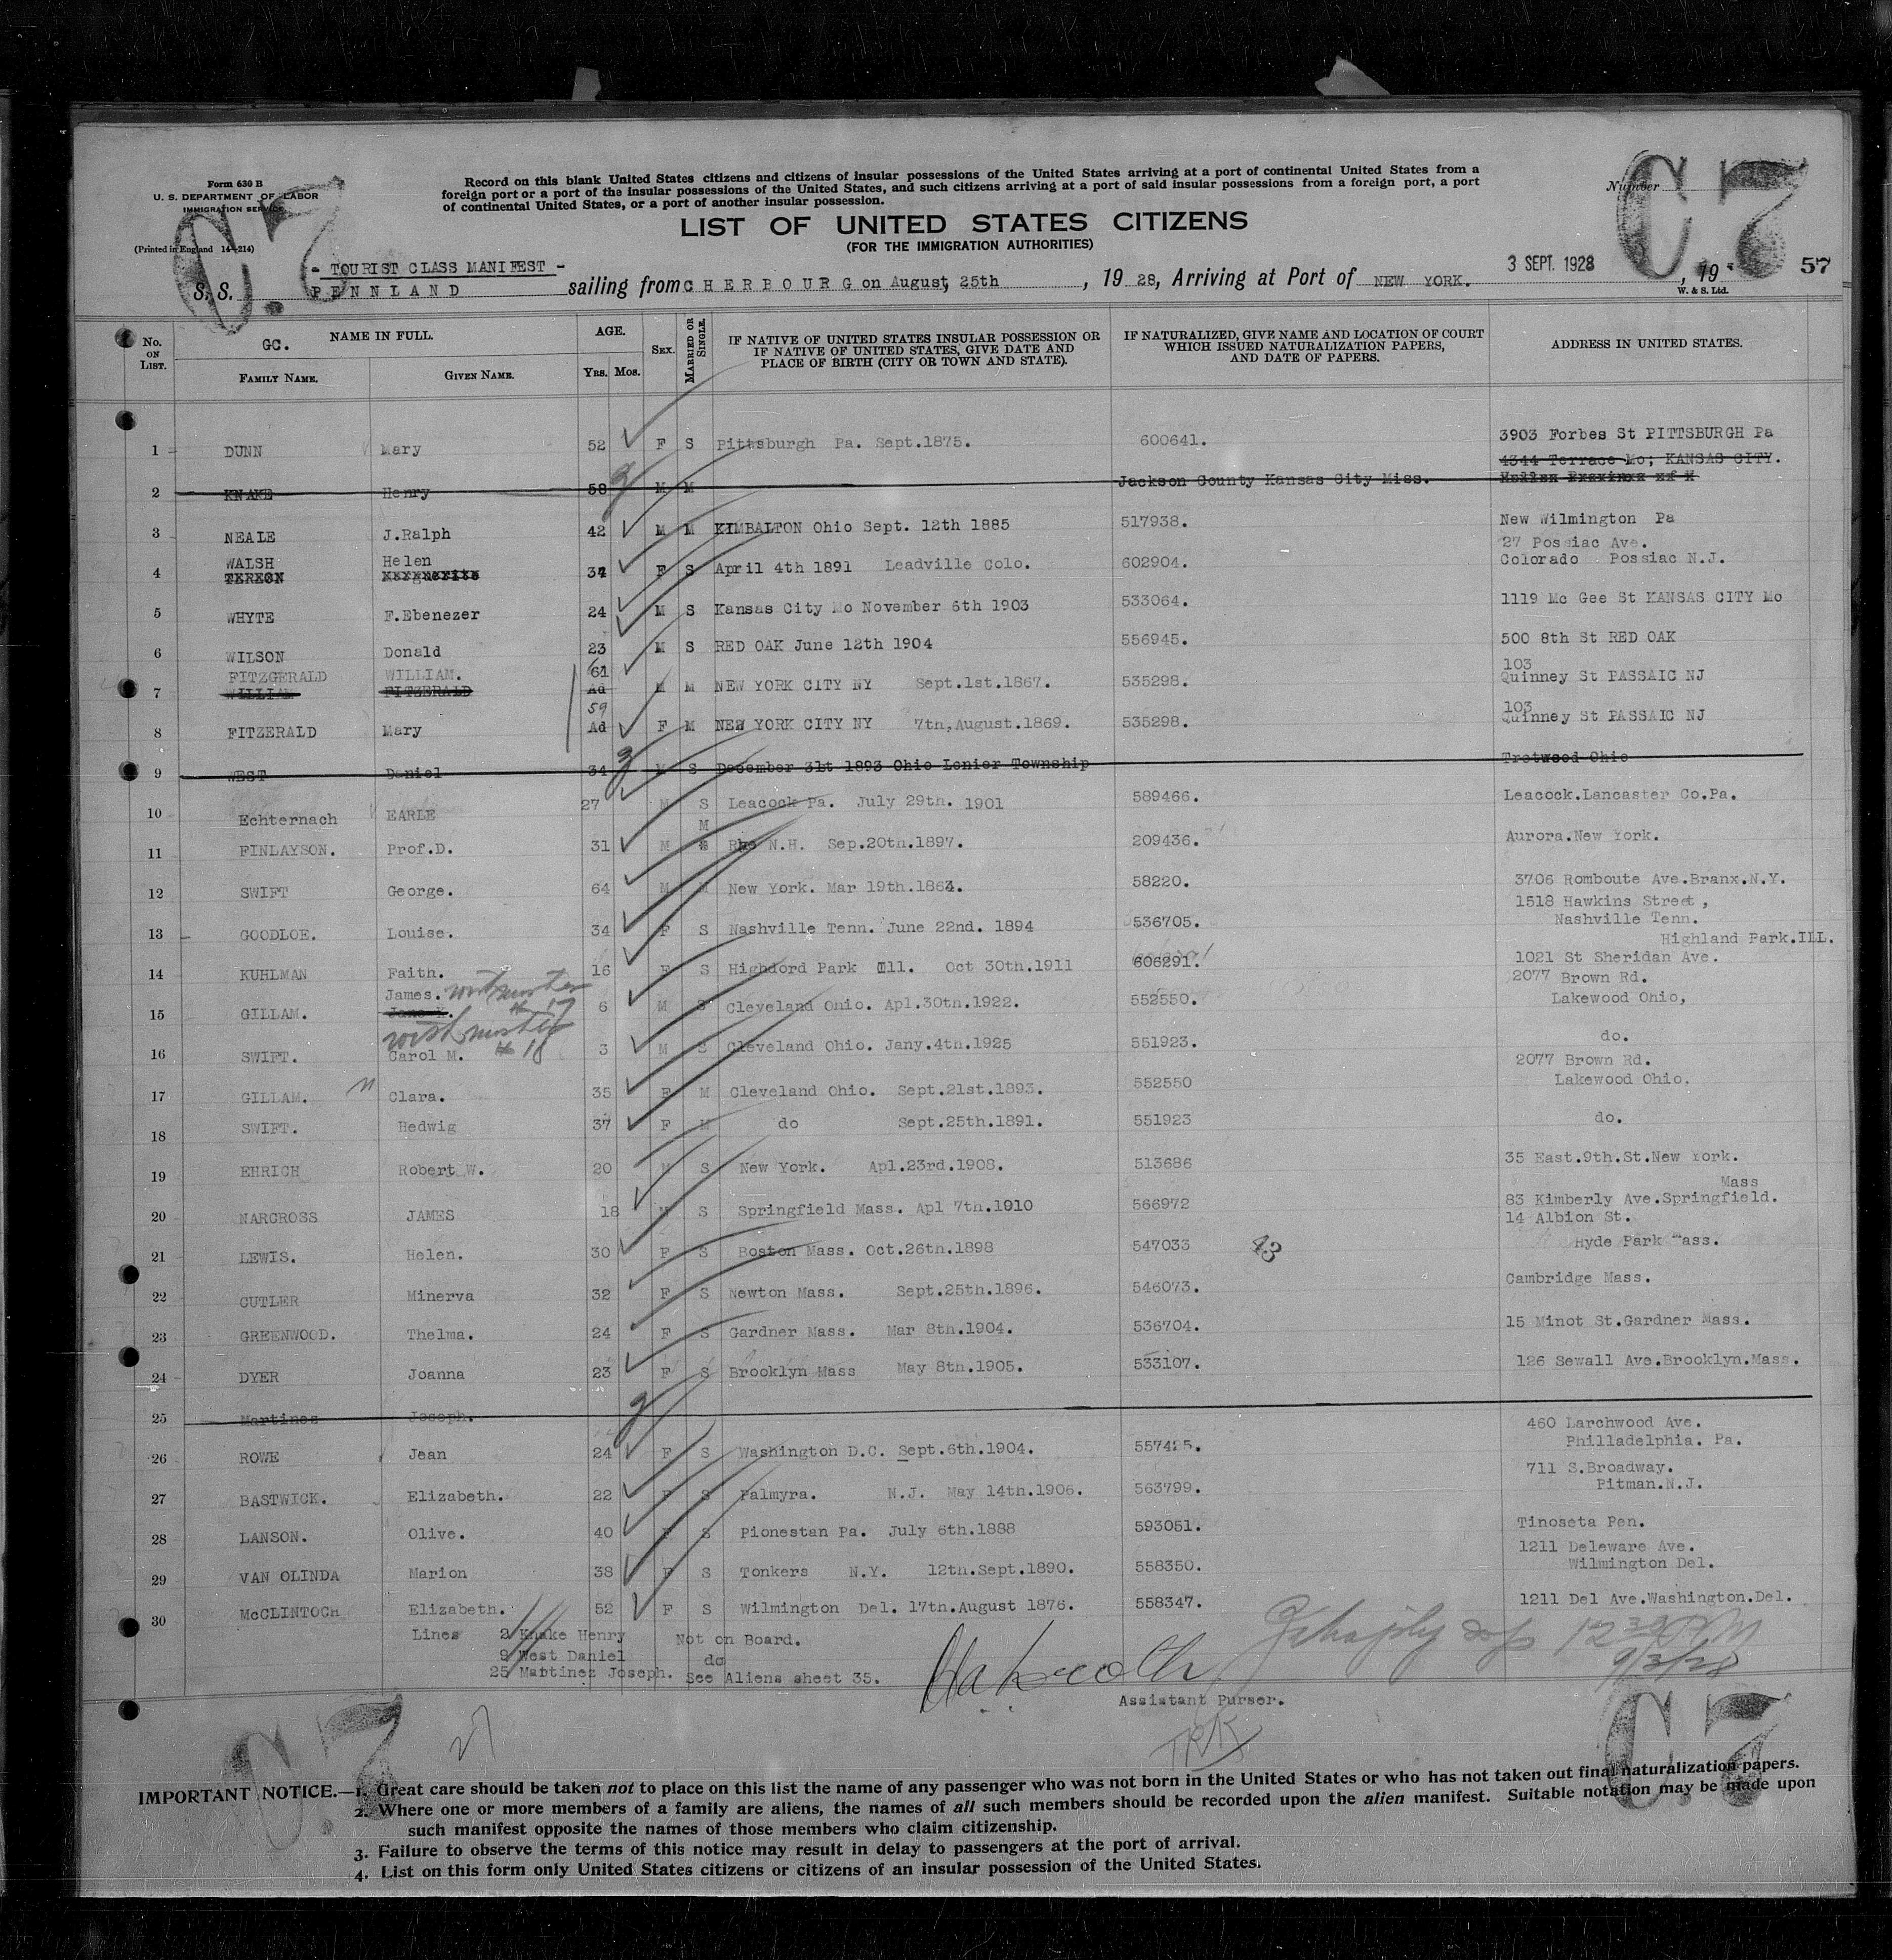 Form 630 B
U. S. DEPARTMENT OF LABOR
IMMIGRATION SERVICE
(Printed in England 14-214)
Record on this blank United States citizens and citizens of insular possessions of the United States arriving at a port of continental United States from a
foreign port or a port of the insular possessions of the United States, and such citizens arriving at a port of said insular possessions from a foreign port, a port
of continental United States, or a port of another insular possession.
LIST OF UNITED STATES CITIZENS
(FOR THE IMMIGRATION AUTHORITIES)
Number
C.7
C.7
- TOURIST CLASS MANIFEST -
S. S. PENNLAND sailing from CHERBOURG on August, 25th, 19 28, Arriving at Port of NEW YORK. 3 SEPT. 1928, 19 57
W. & S. Ltd.
No. ON LIST. GC. NAME IN FULL. FAMILY NAME. GIVEN NAME. AGE. YRS. MOS. SEX. MARRIED OR SINGLE.
IF NATIVE OF UNITED STATES INSULAR POSSESSION OR IF NATIVE OF UNITED STATES, GIVE DATE AND PLACE OF BIRTH (CITY OR TOWN AND STATE).
IF NATURALIZED, GIVE NAME AND LOCATION OF COURT WHICH ISSUED NATURALIZATION PAPERS, AND DATE OF PAPERS.
ADDRESS IN UNITED STATES.
1 DUNN Mary 52 F S Pittsburgh Pa. Sept.1875. 600641. 3903 Forbes St PITTSBURGH Pa
2 KNAKE Henry 58 M M Jackson County Kansas City Miss. 4344 Terrace Mo; KANSAS CITY.
3 NEALE J.Ralph 42 M M KIMBALTON Ohio Sept. 12th 1885 517938. New Wilmington Pa
4 WALSH Helen 37 F S April 4th 1891 Leadville Colo. 602904. 27 Possiac Ave. Colorado Possiac N.J.
5 WHYTE F.Ebenezer 24 M S Kansas City Mo November 6th 1903 533064. 1119 Mc Gee St KANSAS CITY Mo
6 WILSON Donald 23 M S RED OAK June 12th 1904 556945. 500 8th St RED OAK
7 FITZGERALD WILLIAM. 61 Ad M M NEW YORK CITY NY Sept.1st.1867. 535298. 103 Quinney St PASSAIC NJ
WILLIAM FITZERALD
8 FITZERALD Mary 59 Ad F M NEW YORK CITY NY 7th,August.1869. 535298. 103 Quinney St PASSAIC NJ
9 WEST Daniel 34 M S December 31t 1893 Ohio Lenier Township Trotwood Ohio
10 Echternach EARLE 27 M S Leacock Pa. July 29th. 1901 589466. Leacock.Lancaster Co.Pa.
11 FINLAYSON. Prof.D. 31 M M N.H. Sep.20th.1897. 209436. Aurora.New York.
12 SWIFT George. 64 M M New York. Mar 19th.1864. 58220. 3706 Romboute Ave.Branx.N.Y.
13 GOODLOE. Louise. 34 F S Nashville Tenn. June 22nd. 1894 536705. 1518 Hawkins Street, Nashville Tenn.
14 KUHLMAN Faith. 16 F S Highdord Park Ill. Oct 30th.1911 606291. Highland Park.ILL. 1021 St Sheridan Ave.
15 GILLAM. James. with mother # 17 6 M S Cleveland Ohio. Apl.30th.1922. 552550. 2077 Brown Rd. Lakewood Ohio,
16 SWIFT. with mother # 18 Carol M. 3 M S Cleveland Ohio. Jany.4th.1925 551923. do.
17 GILLAM. Clara. 35 F M Cleveland Ohio. Sept.21st.1893. 552550 2077 Brown Rd. Lakewood Ohio.
18 SWIFT. Hedwig 37 F M do Sept.25th.1891. 551923 do.
19 EHRICH Robert W. 20 M S New York. Apl.23rd.1908. 513686 35 East.9th.St.New York.
20 NARCROSS JAMES 18 M S Springfield Mass. Apl 7th.1910 566972 83 Kimberly Ave.Springfield. Mass
21 LEWIS. Helen. 30 F S Boston Mass. Oct.26th.1898 547033 43 14 Albion St. Hyde Park Mass.
22 CUTLER Minerva 32 F S Newton Mass. Sept.25th.1896. 546073. Cambridge Mass.
23 GREENWOOD. Thelma. 24 F S Gardner Mass. Mar 8th.1904. 536704. 15 Minot St.Gardner Mass.
24 DYER Joanna 23 F S Brooklyn Mass May 8th.1905. 533107. 126 Sewall Ave.Brooklyn.Mass.
25 Martinez Joseph.
26 ROWE Jean 24 F S Washington D.C. Sept.6th.1904. 557425. 460 Larchwood Ave. Philladelphia. Pa.
27 BASTWICK. Elizabeth. 22 F S Palmyra. N.J. May 14th.1906. 563799. 711 S.Broadway. Pitman.N.J.
28 LANSON. Olive. 40 F S Pionestan Pa. July 6th.1888 593051. Tinoseta Pen.
29 VAN OLINDA Marion 38 F S Tonkers N.Y. 12th.Sept.1890. 558350. 1211 Deleware Ave. Wilmington Del.
30 McCLINTOCH Elizabeth. 52 F S Wilmington Del. 17th.August 1876. 558347. 1211 Del Ave.Washington.Del.
Lines 2 Knake Henry Not on Board.
9 West Daniel do
25 Martinez Joseph. See Aliens sheet 35.
Assistant Purser.
9/3/28
27
C.7
C.7
IMPORTANT NOTICE.—1. Great care should be taken not to place on this list the name of any passenger who was not born in the United States or who has not taken out final naturalization papers.
2. Where one or more members of a family are aliens, the names of all such members should be recorded upon the alien manifest. Suitable notation may be made upon
such manifest opposite the names of those members who claim citizenship.
3. Failure to observe the terms of this notice may result in delay to passengers at the port of arrival.
4. List on this form only United States citizens or citizens of an insular possession of the United States.